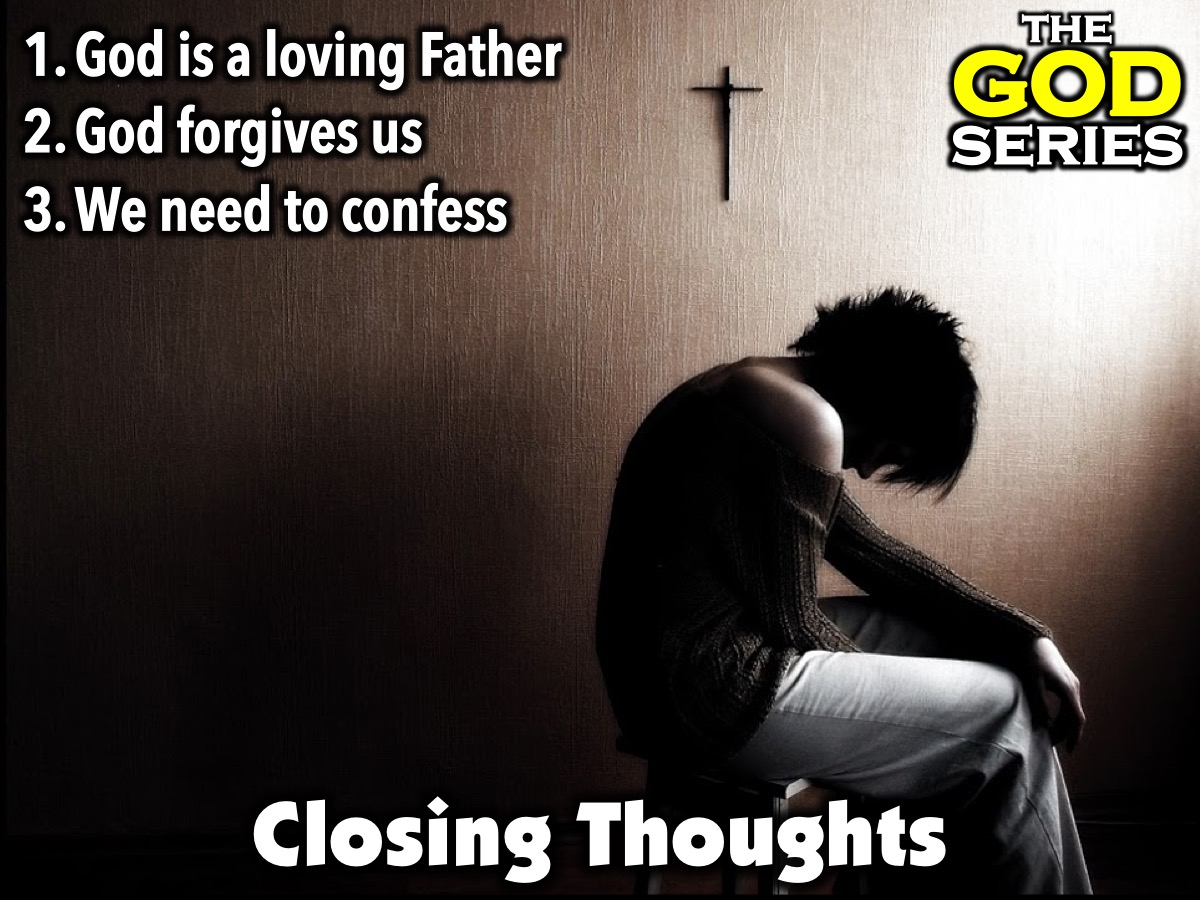 1. God is a loving Father
2. God forgives us
3. We need to confess
THE
GOD
SERIES
Closing Thoughts